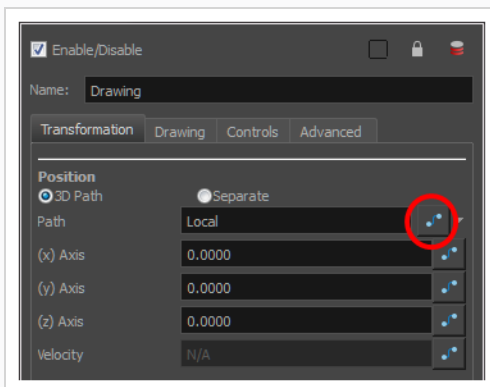 Enable/Disable
Name: Drawing
Transformation Drawing Controls Advanced
Position
3D Path Separate
Path Local
(x) Axis 0.0000
(y) Axis 0.0000
(z) Axis 0.0000
Velocity N/A